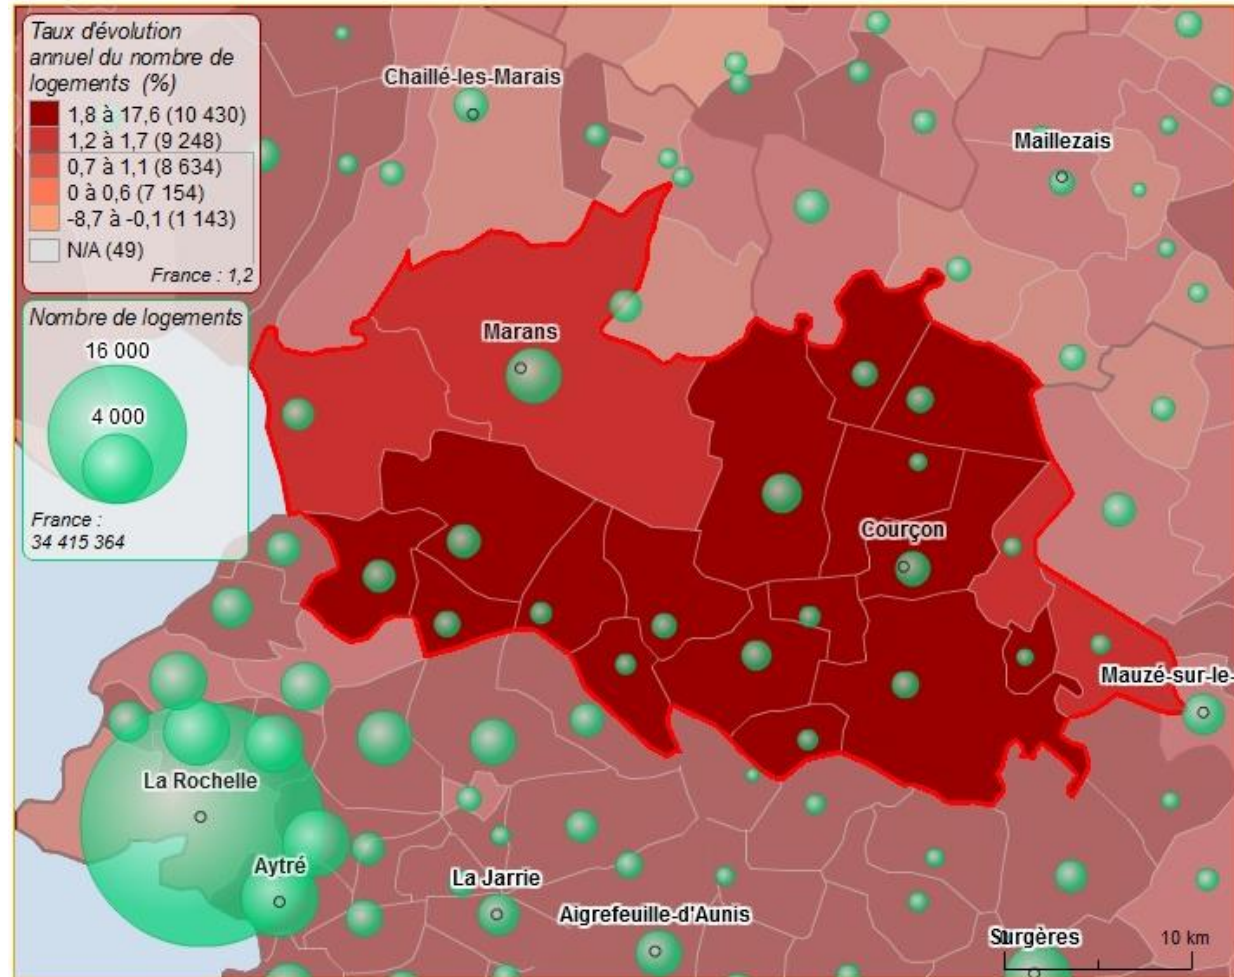 Taux d'évolution
annuel du nombre de
logements (%)
1,8 à 17,6 (10 430)
1,2 à 1,7 (9 248)
0,7 à 1,1 (8 634)
0 à 0,6 (7 154)
-8,7 à -0,1 (1 143)
N/A (49)
France : 1,2
Nombre de logements
16 000
4 000
France :
34 415 364
Chaillé-les-Marais
Maillezais
Marans
Courçon
Mauzé-sur-le-
La Rochelle
Aytré
La Jarrie
Aigrefeuille-d'Aunis
Surgères
10 km